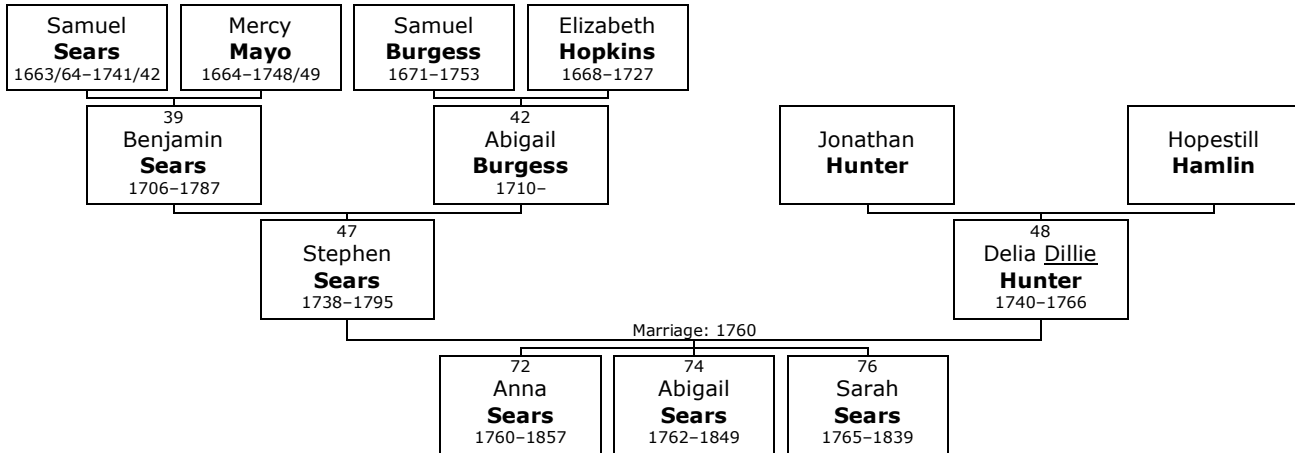 Samuel
Sears
1663/64–1741/42
Mercy
Mayo
1664–1748/49
Samuel
Burgess
1671–1753
Elizabeth
Hopkins
1668–1727
39
Benjamin
Sears
1706–1787
42
Abigail
Burgess
1710–
Jonathan
Hunter
Hopestill
Hamlin
47
Stephen
Sears
1738–1795
48
Delia Dillie
Hunter
1740–1766
Marriage: 1760
72
Anna
Sears
1760–1857
74
Abigail
Sears
1762–1849
76
Sarah
Sears
1765–1839